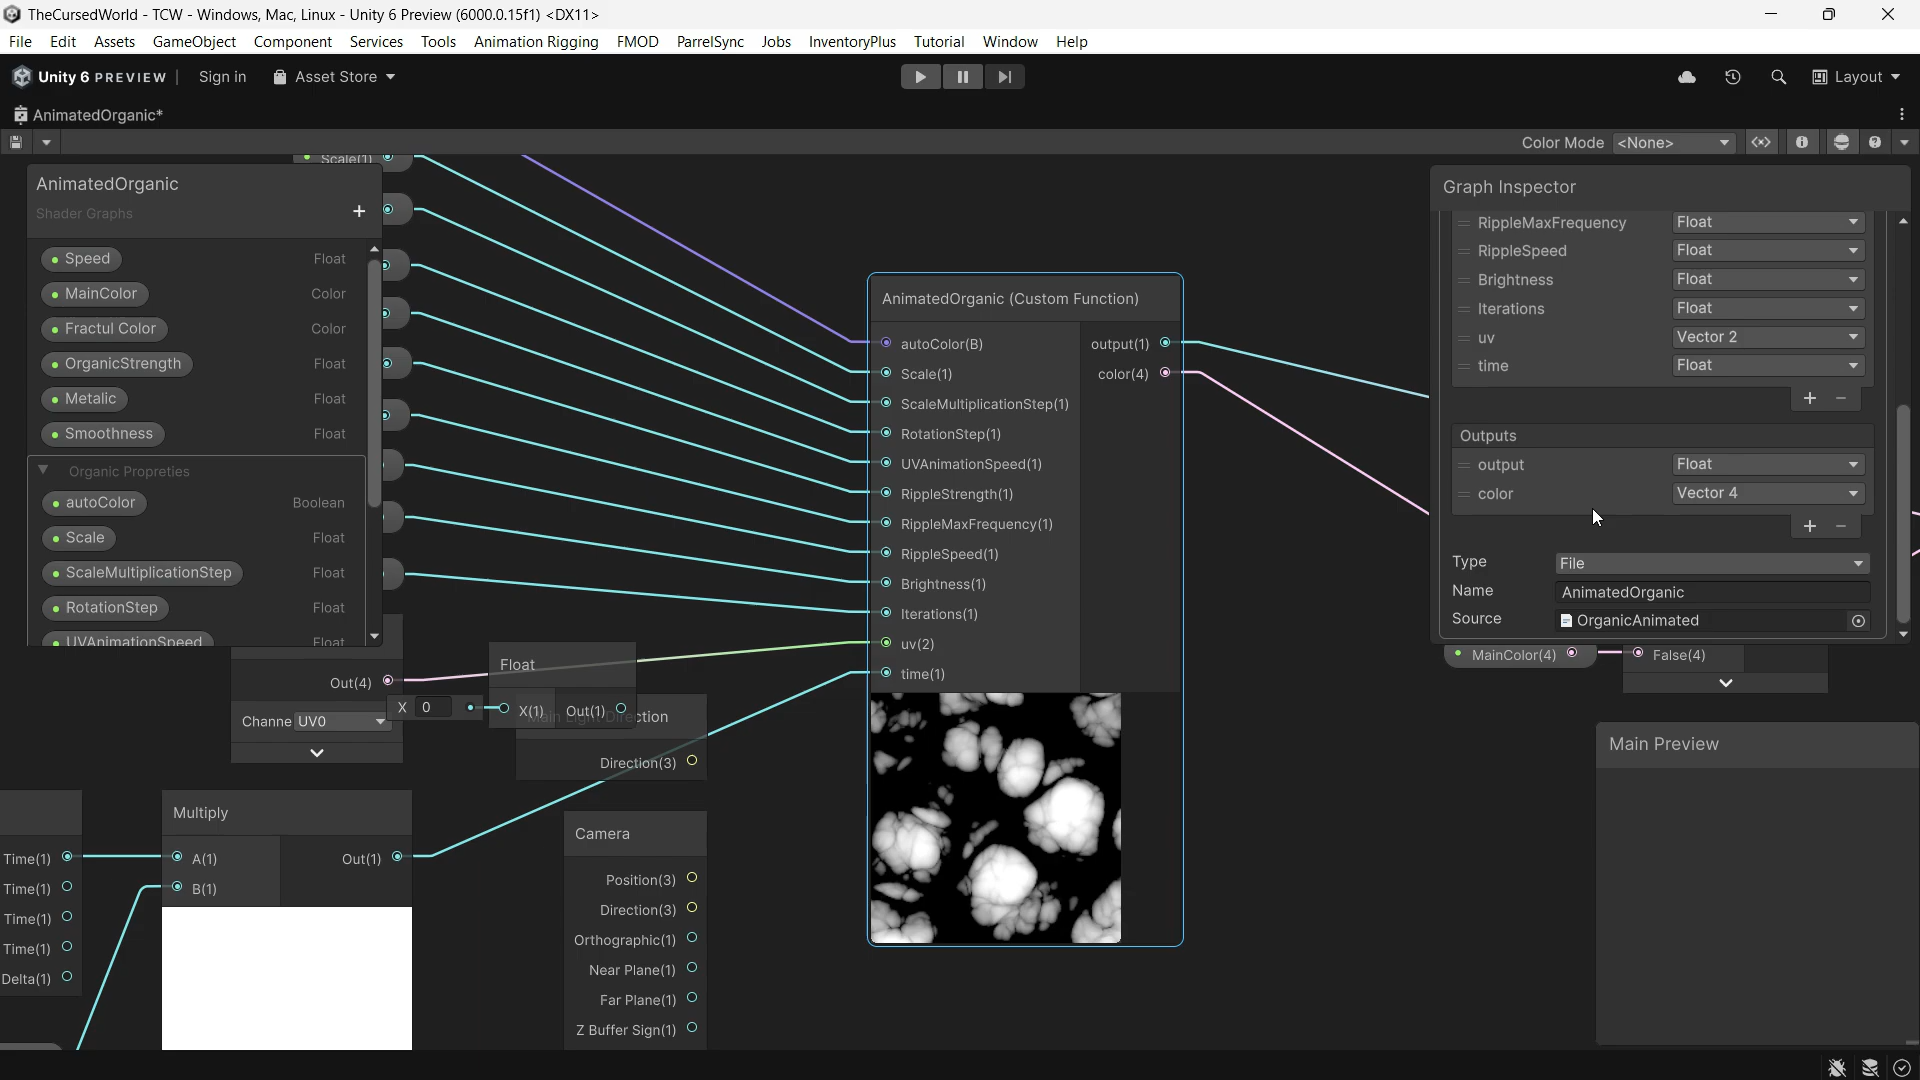 TheCursedWorld - TCW - Windows, Mac, Linux - Unity 6 Preview (6000.0.15f1) <DX11>
File Edit Assets GameObject Component Services Tools Animation Rigging FMOD ParrelSync Jobs InventoryPlus Tutorial Window Help
Unity 6 PREVIEW Sign in Asset Store Layout
AnimatedOrganic*
Color Mode <None>
Scale(1)
AnimatedOrganic
Shader Graphs
+
Speed Float
MainColor Color
Fractul Color Color
OrganicStrength Float
Metalic Float
Smoothness Float
Organic Propreties
autoColor Boolean
Scale Float
ScaleMultiplicationStep Float
RotationStep Float
UVAnimationSpeed Float
Out(4)
Channe UV0
Float
X 0
X(1) Out(1)
Main Light Direction
Direction(3)
Multiply
Time(1) A(1) Out(1)
Time(1) B(1)
Time(1)
Time(1)
Delta(1)
Camera
Position(3)
Direction(3)
Orthographic(1)
Near Plane(1)
Far Plane(1)
Z Buffer Sign(1)
AnimatedOrganic (Custom Function)
autoColor(B) output(1)
Scale(1) color(4)
ScaleMultiplicationStep(1)
RotationStep(1)
UVAnimationSpeed(1)
RippleStrength(1)
RippleMaxFrequency(1)
RippleSpeed(1)
Brightness(1)
Iterations(1)
uv(2)
time(1)
Graph Inspector
RippleMaxFrequency Float
RippleSpeed Float
Brightness Float
Iterations Float
uv Vector 2
time Float
+ −
Outputs
output Float
color Vector 4
+ −
Type File
Name AnimatedOrganic
Source OrganicAnimated
MainColor(4) False(4)
Main Preview